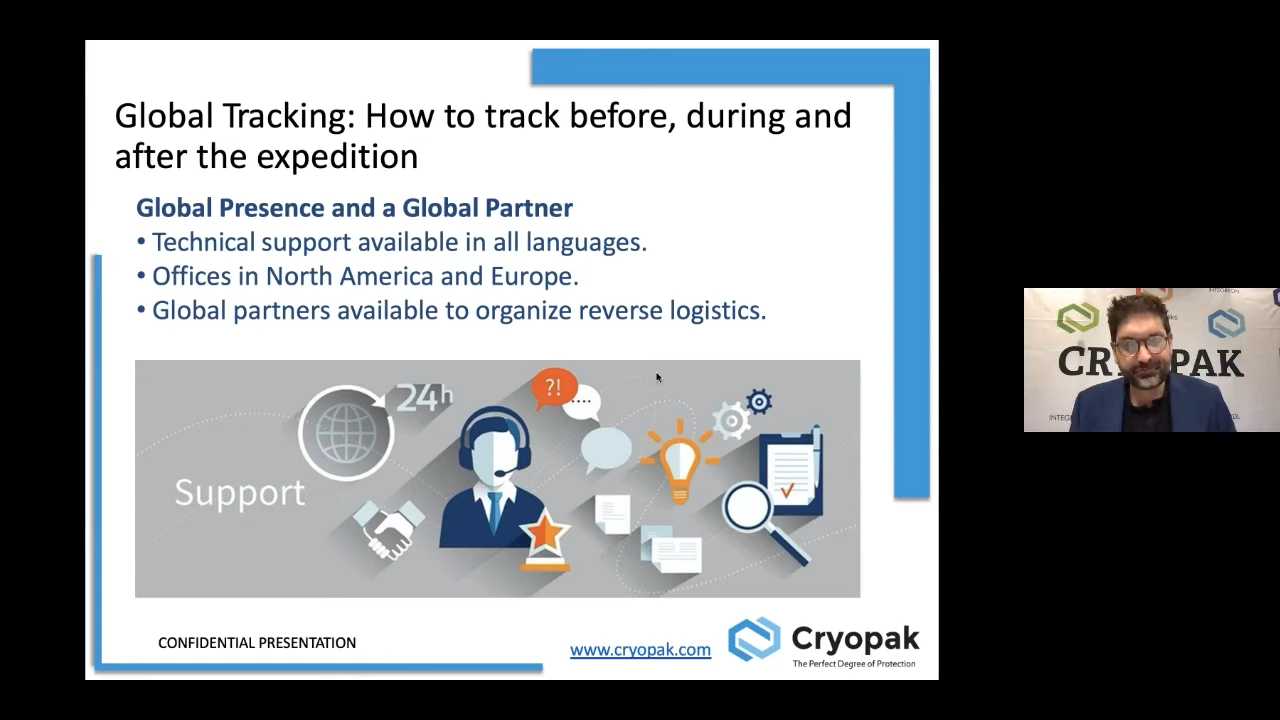 Global Tracking: How to track before, during and
after the expedition
Global Presence and a Global Partner
• Technical support available in all languages.
• Offices in North America and Europe.
• Global partners available to organize reverse logistics.
24h
?!
....
Support
CONFIDENTIAL PRESENTATION
www.cryopak.com
Cryopak
The Perfect Degree of Protection
INTEGREON